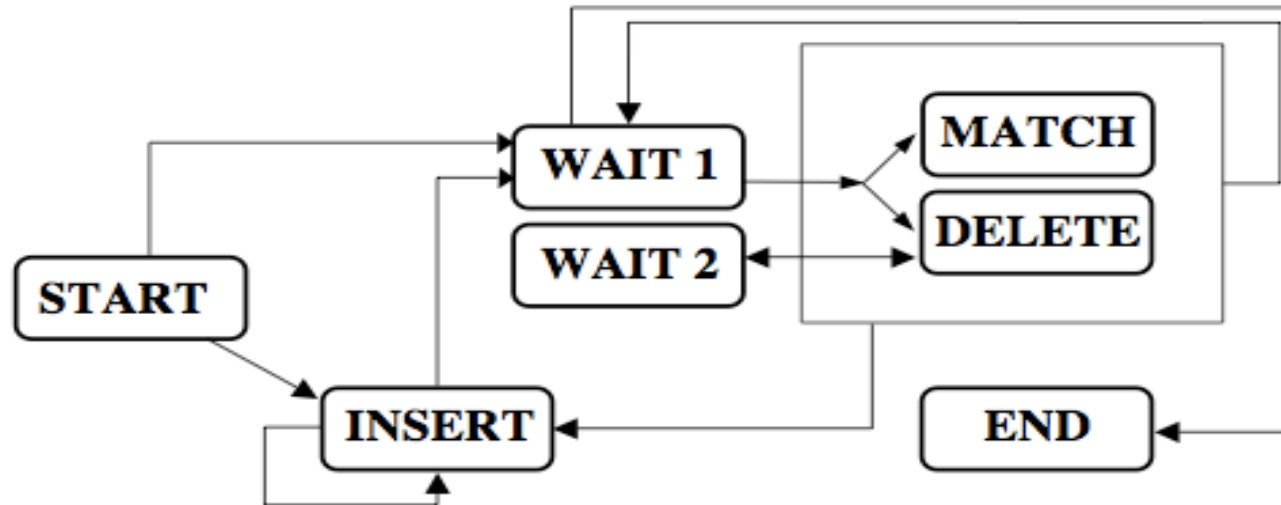 MATCH
WAIT 1
DELETE
WAIT 2
START
INSERT
END